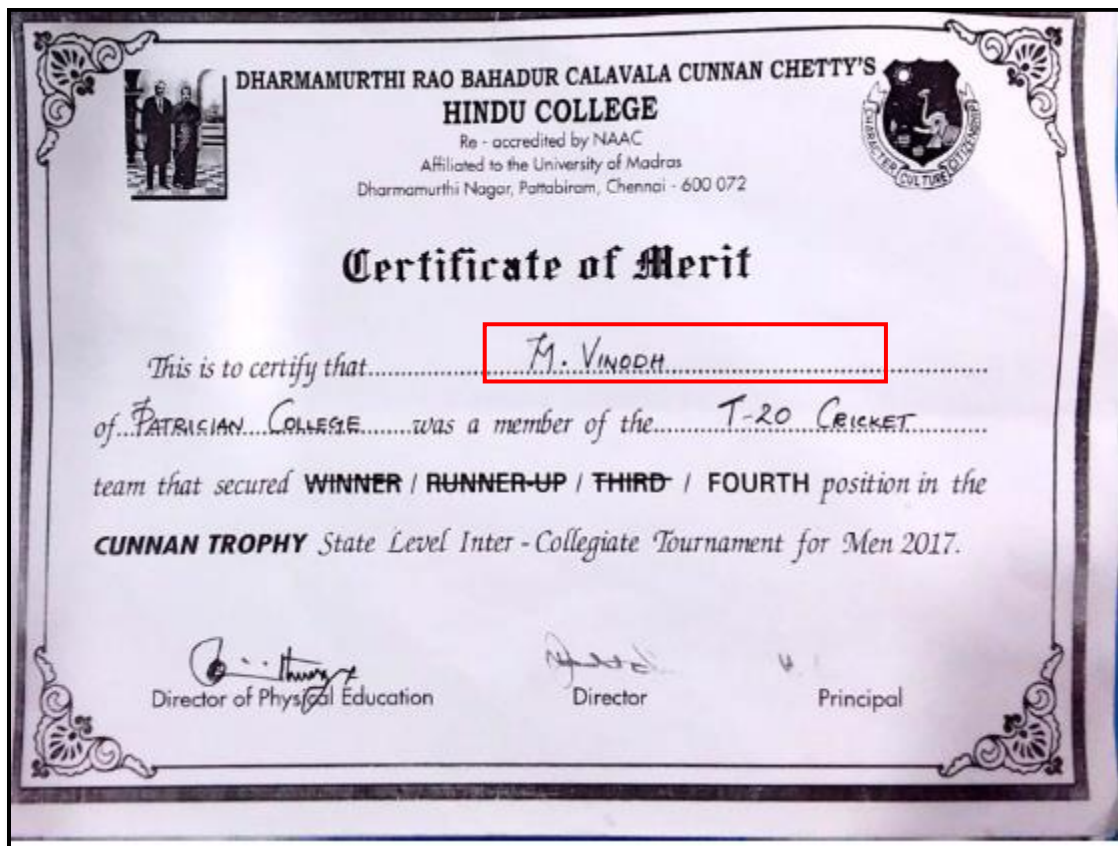 DHARMAMURTHI RAO BAHADUR CALAVALA CUNNAN CHETTY'S
HINDU COLLEGE
Re - accredited by NAAC
Affiliated to the University of Madras
Dharmamurthi Nagar, Pattabiram, Chennai - 600 072
CHARACTER CULTURE CITIZENSHIP
Certificate of Merit
This is to certify that M. VINODH
of PATRICIAN COLLEGE was a member of the T-20 CRICKET
team that secured WINNER / RUNNER-UP / THIRD / FOURTH position in the
CUNNAN TROPHY State Level Inter - Collegiate Tournament for Men 2017.
Director of Physical Education Director Principal